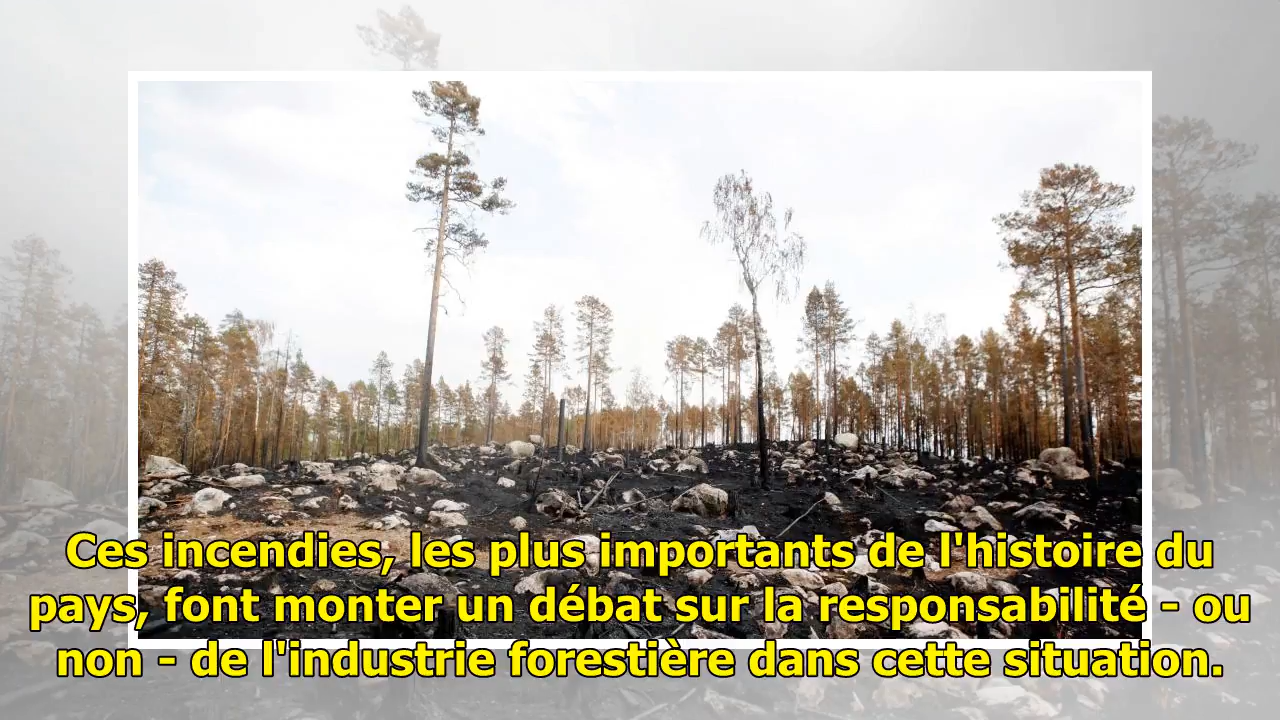 Ces incendies, les plus importants de l'histoire du
pays, font monter un débat sur la responsabilité - ou
non - de l'industrie forestière dans cette situation.